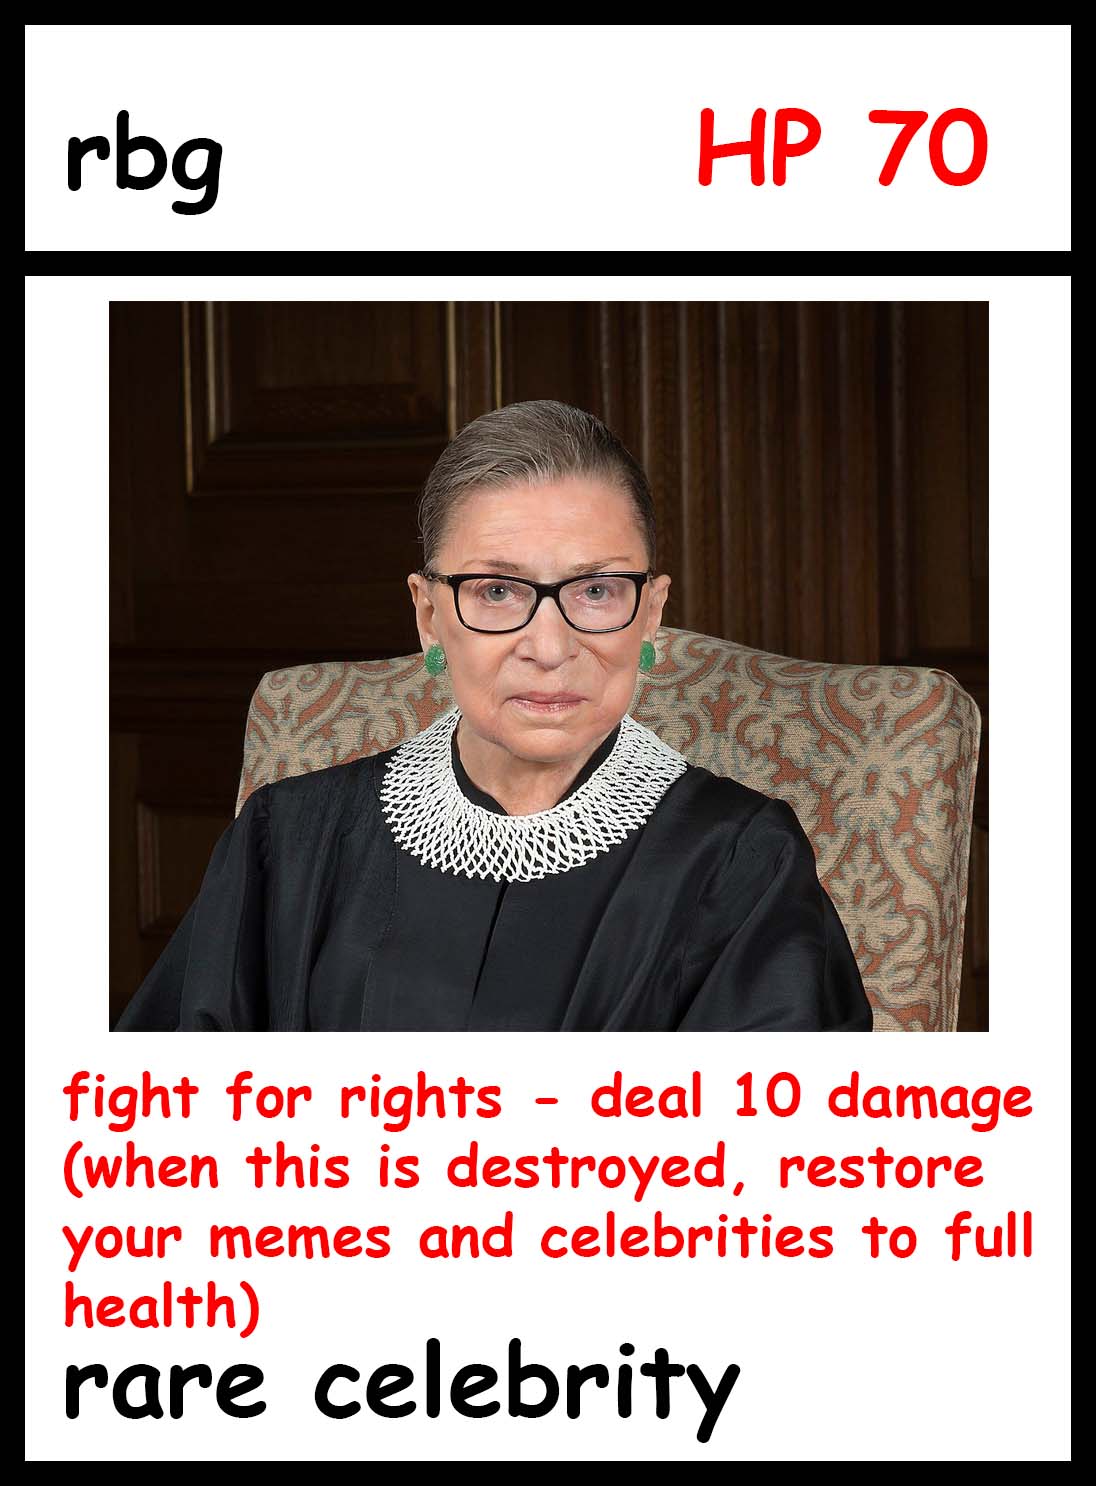 rbg
HP 70
fight for rights - deal 10 damage
(when this is destroyed, restore
your memes and celebrities to full
health)
rare celebrity